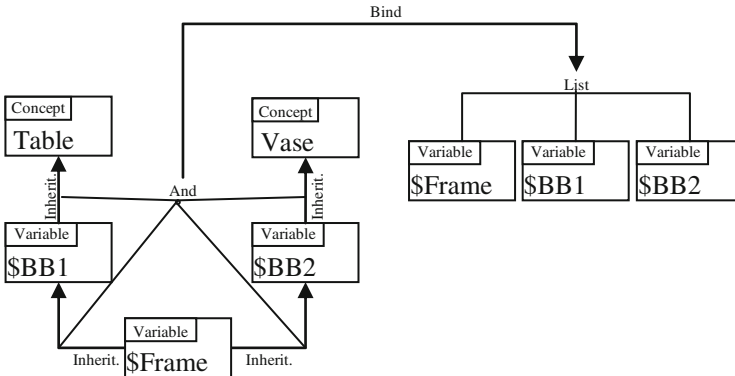 Bind
List
Concept
Table
Concept
Vase
Variable
$Frame
Variable
$BB1
Variable
$BB2
And
Inherit.
Inherit.
Variable
$BB1
Variable
$BB2
Variable
$Frame
Inherit.
Inherit.